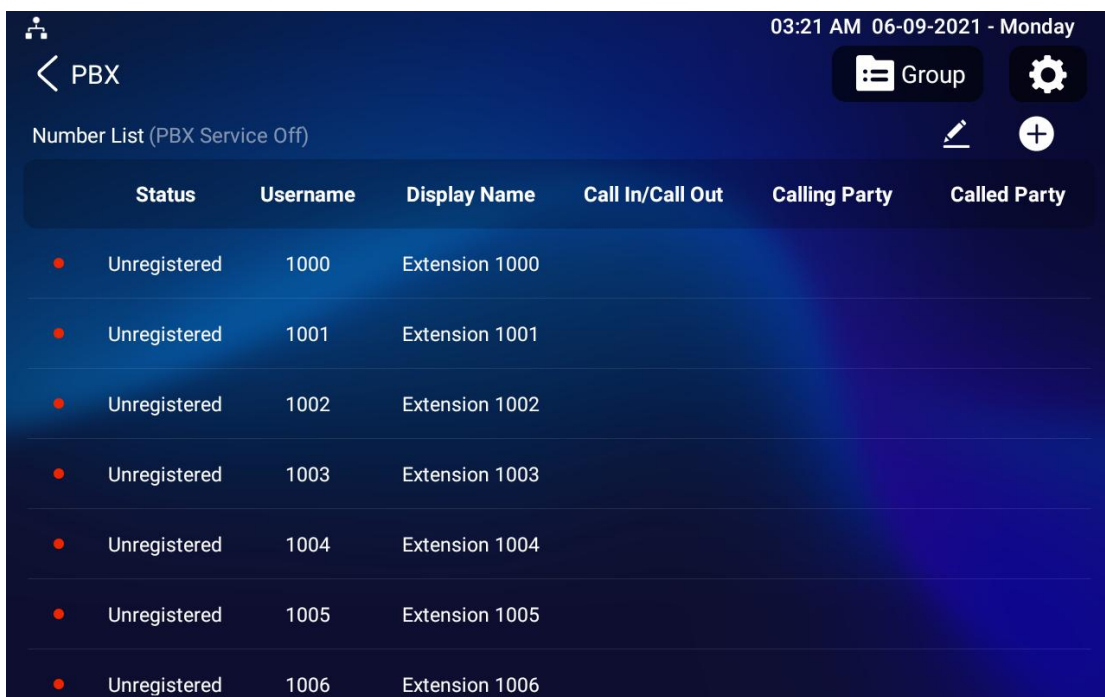 03:21 AM 06-09-2021 - Monday
PBX Group
Number List (PBX Service Off)
Status Username Display Name Call In/Call Out Calling Party Called Party
Unregistered 1000 Extension 1000
Unregistered 1001 Extension 1001
Unregistered 1002 Extension 1002
Unregistered 1003 Extension 1003
Unregistered 1004 Extension 1004
Unregistered 1005 Extension 1005
Unregistered 1006 Extension 1006